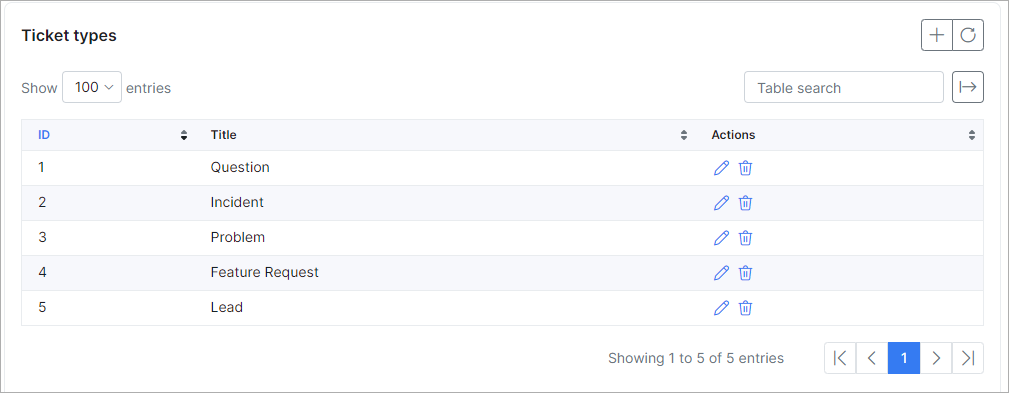 Ticket types
Show 100 entries Table search
ID Title Actions
1 Question
2 Incident
3 Problem
4 Feature Request
5 Lead
Showing 1 to 5 of 5 entries 1